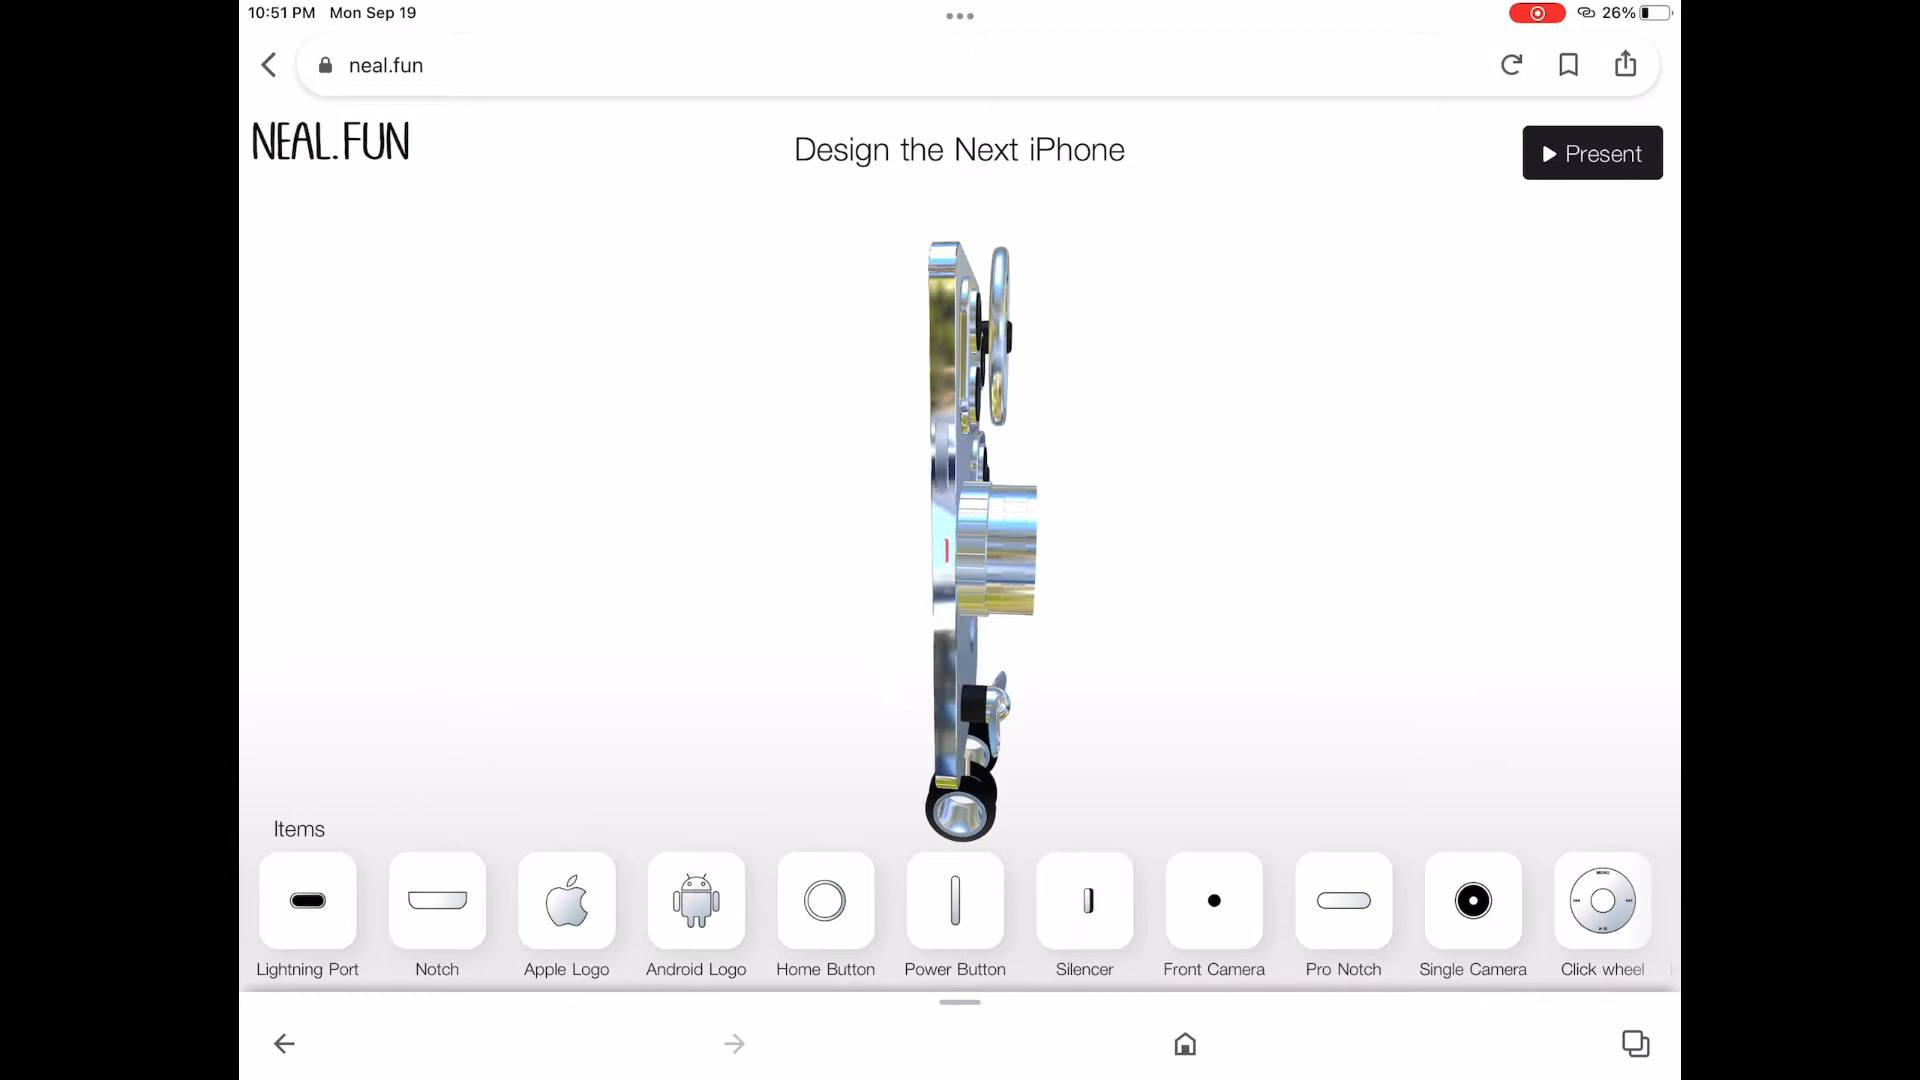 10:51 PM Mon Sep 19
26%
neal.fun
NEAL.FUN
Design the Next iPhone
Present
Items
MENU
Lightning Port
Notch
Apple Logo
Android Logo
Home Button
Power Button
Silencer
Front Camera
Pro Notch
Single Camera
Click wheel